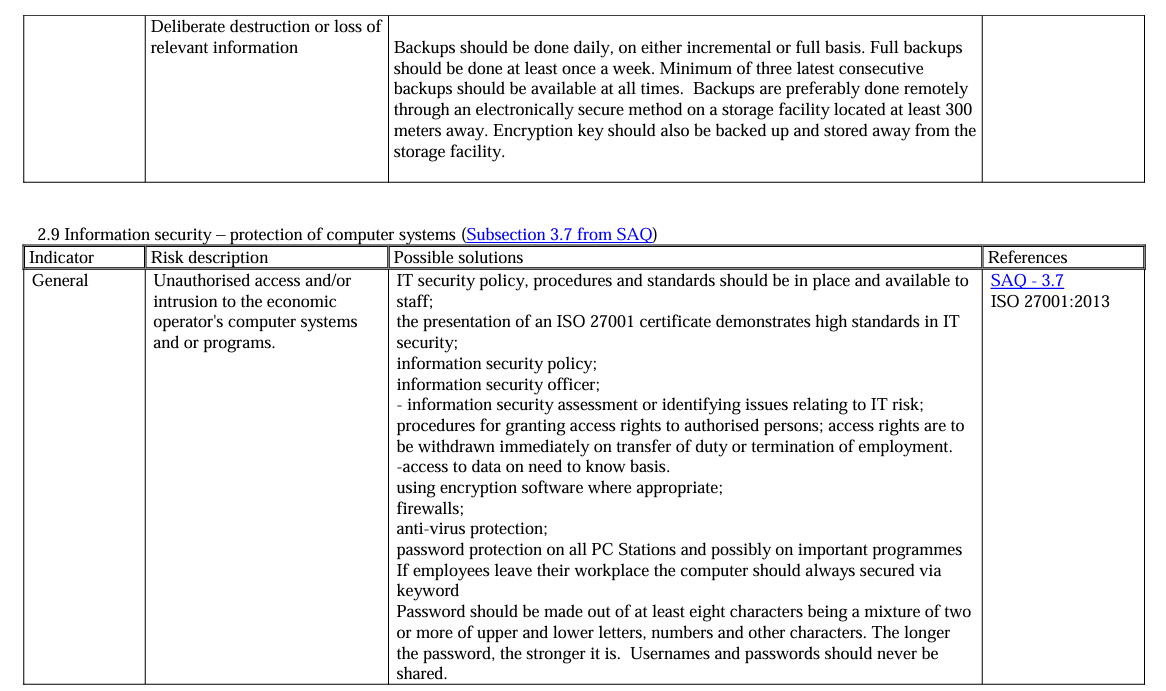 Deliberate destruction or loss of
relevant information
Backups should be done daily, on either incremental or full basis. Full backups
should be done at least once a week. Minimum of three latest consecutive
backups should be available at all times.  Backups are preferably done remotely
through an electronically secure method on a storage facility located at least 300
meters away. Encryption key should also be backed up and stored away from the
storage facility.
2.9 Information security – protection of computer systems (Subsection 3.7 from SAQ)
Indicator
Risk description
Possible solutions
References
General
Unauthorised access and/or
intrusion to the economic
operator's computer systems
and or programs.
IT security policy, procedures and standards should be in place and available to
staff;
the presentation of an ISO 27001 certificate demonstrates high standards in IT
security;
information security policy;
information security officer;
- information security assessment or identifying issues relating to IT risk;
procedures for granting access rights to authorised persons; access rights are to
be withdrawn immediately on transfer of duty or termination of employment.
-access to data on need to know basis.
using encryption software where appropriate;
firewalls;
anti-virus protection;
password protection on all PC Stations and possibly on important programmes
If employees leave their workplace the computer should always secured via
keyword
Password should be made out of at least eight characters being a mixture of two
or more of upper and lower letters, numbers and other characters. The longer
the password, the stronger it is.  Usernames and passwords should never be
shared.
SAQ - 3.7
ISO 27001:2013